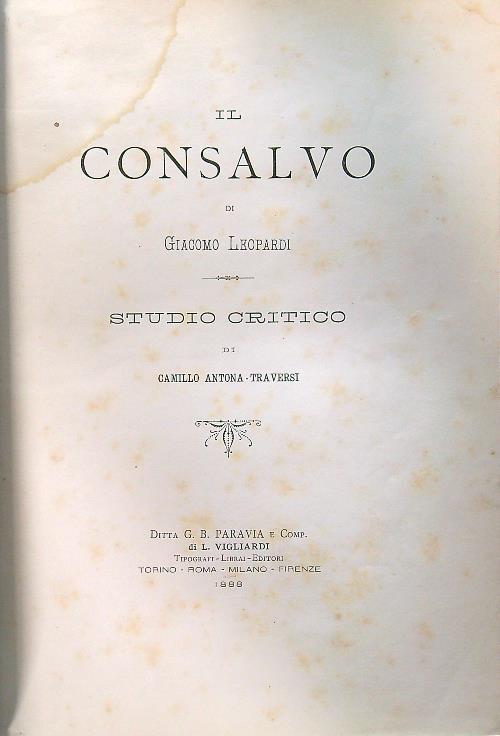 IL
CONSALVO
DI
GIACOMO LEOPARDI
STUDIO CRITICO
DI
CAMILLO ANTONA-TRAVERSI
DITTA G. B. PARAVIA E COMP.
di L. VIGLIARDI
TIPOGRAFI-LIBRAI-EDITORI
TORINO - ROMA - MILANO - FIRENZE
1888